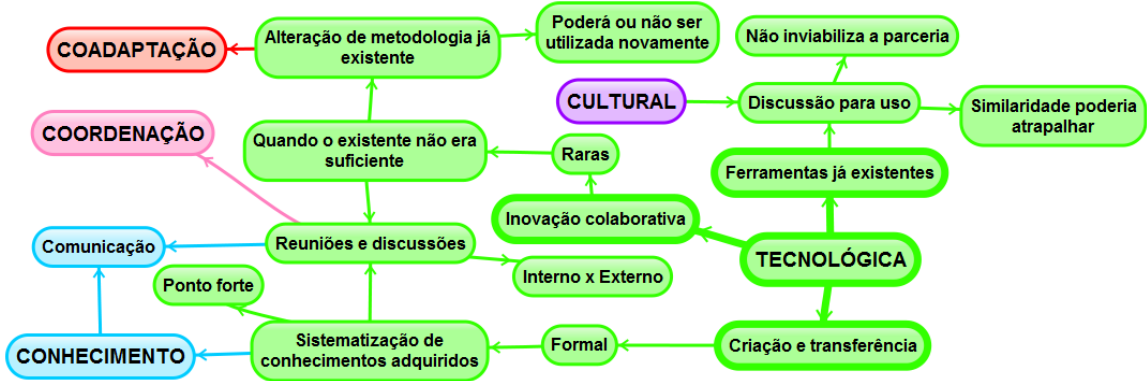 COADAPTAÇÃO
Alteração de metodologia já
existente
Poderá ou não ser
utilizada novamente
Não inviabiliza a parceria
CULTURAL
Discussão para uso
Similaridade poderia
atrapalhar
COORDENAÇÃO
Quando o existente não era
suficiente
Raras
Ferramentas já existentes
Inovação colaborativa
Comunicação
Reuniões e discussões
Interno x Externo
TECNOLÓGICA
Ponto forte
CONHECIMENTO
Sistematização de
conhecimentos adquiridos
Formal
Criação e transferência